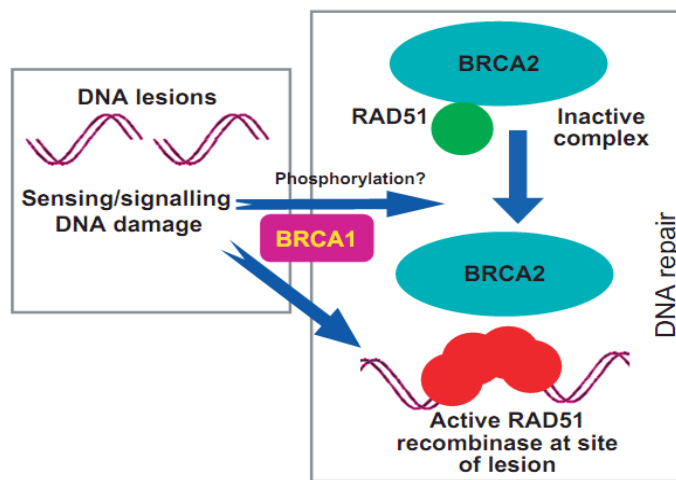 DNA lesions
Sensing/signalling
DNA damage
Phosphorylation?
BRCA1
BRCA2
RAD51
Inactive
complex
BRCA2
Active RAD51
recombinase at site
of lesion
DNA repair